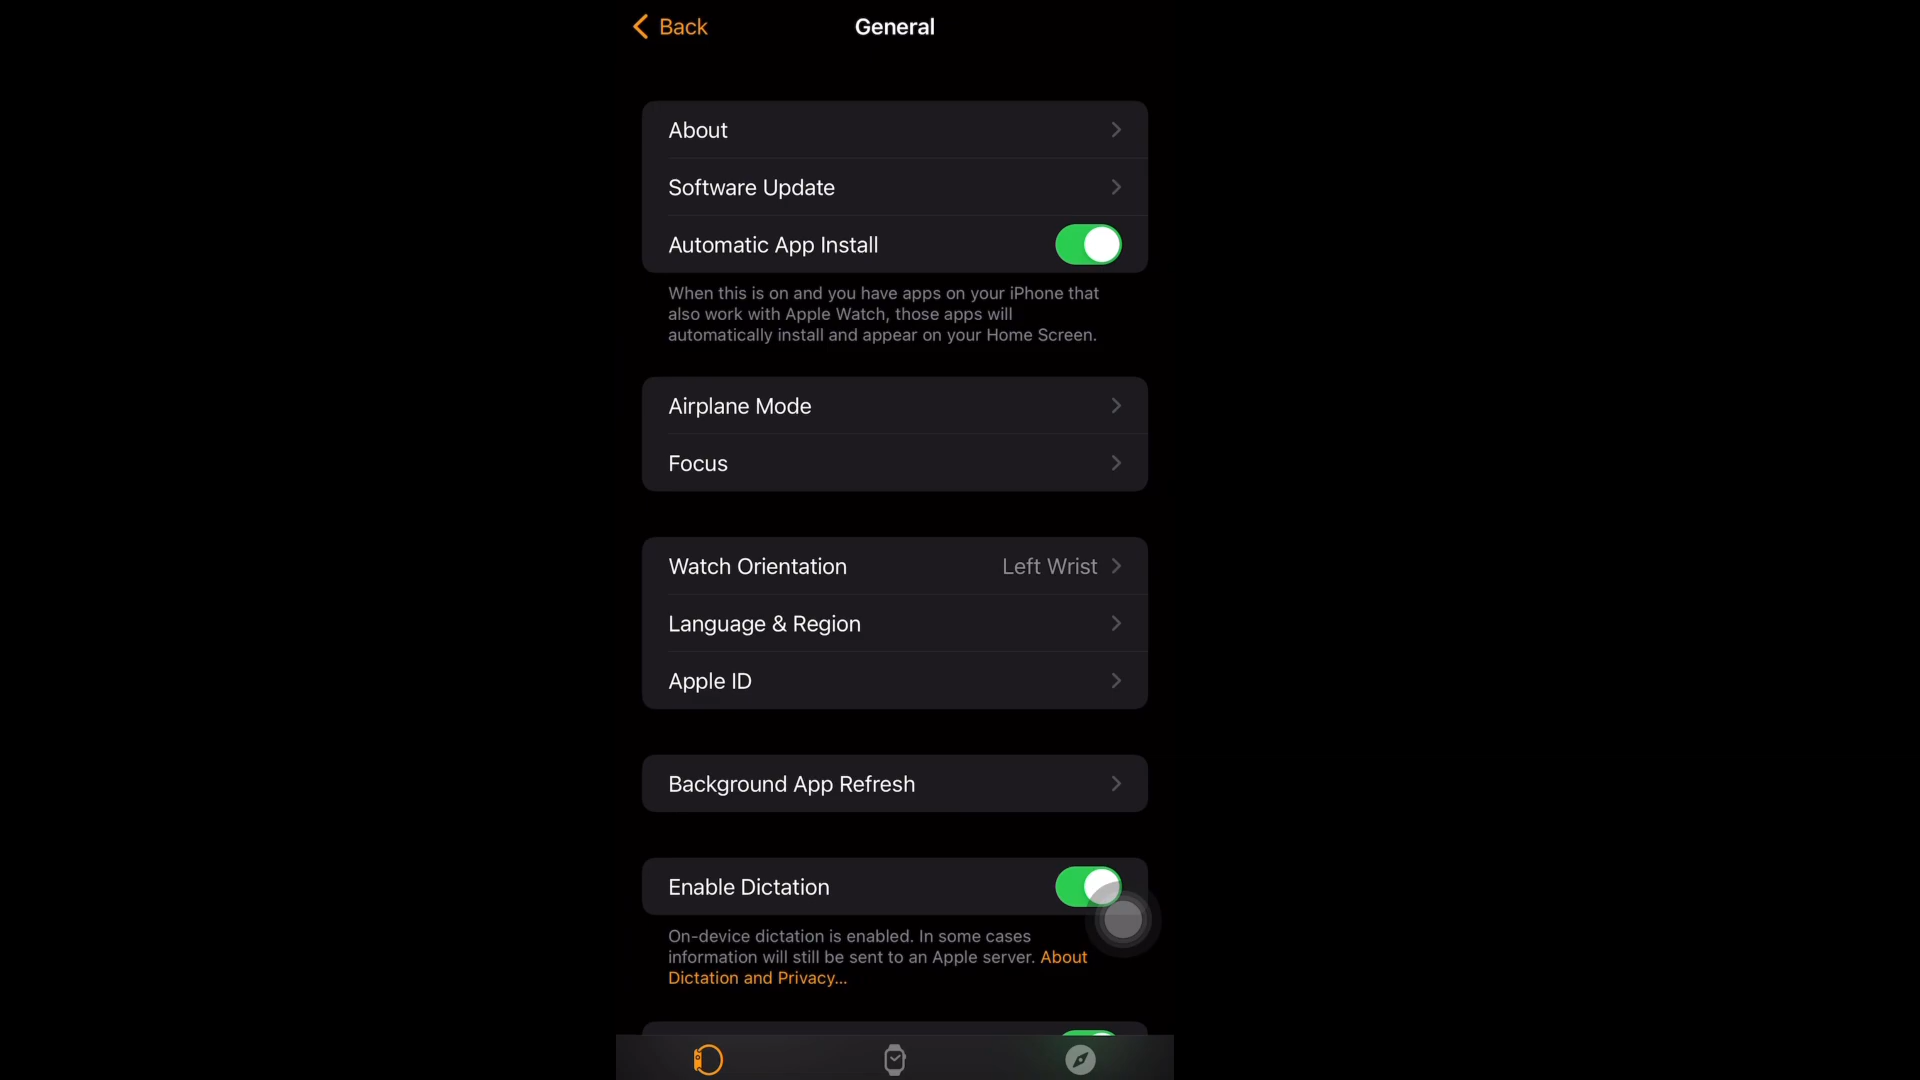 Back
General
About
Software Update
Automatic App Install
When this is on and you have apps on your iPhone that
also work with Apple Watch, those apps will
automatically install and appear on your Home Screen.
Airplane Mode
Focus
Watch Orientation Left Wrist
Language & Region
Apple ID
Background App Refresh
Enable Dictation
On-device dictation is enabled. In some cases
information will still be sent to an Apple server. About
Dictation and Privacy...